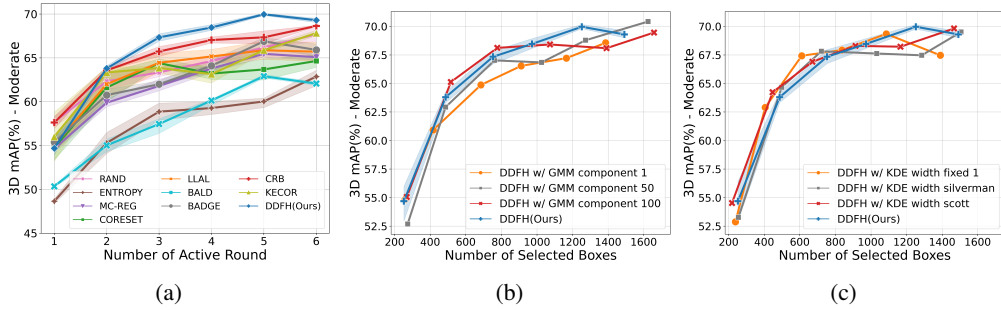 3D mAP(%) - Moderate
70
65
60
55
50
45
RAND
ENTROPY
MC-REG
CORESET
LLAL
BALD
BADGE
CRB
KECOR
DDFH(Ours)
1 2 3 4 5 6
Number of Active Round
(a)
3D mAP(%) - Moderate
70.0
67.5
65.0
62.5
60.0
57.5
55.0
52.5
DDFH w/ GMM component 1
DDFH w/ GMM component 50
DDFH w/ GMM component 100
DDFH(Ours)
200 400 600 800 1000 1200 1400 1600
Number of Selected Boxes
(b)
3D mAP(%) - Moderate
70.0
67.5
65.0
62.5
60.0
57.5
55.0
52.5
DDFH w/ KDE width fixed 1
DDFH w/ KDE width silverman
DDFH w/ KDE width scott
DDFH(Ours)
200 400 600 800 1000 1200 1400 1600
Number of Selected Boxes
(c)